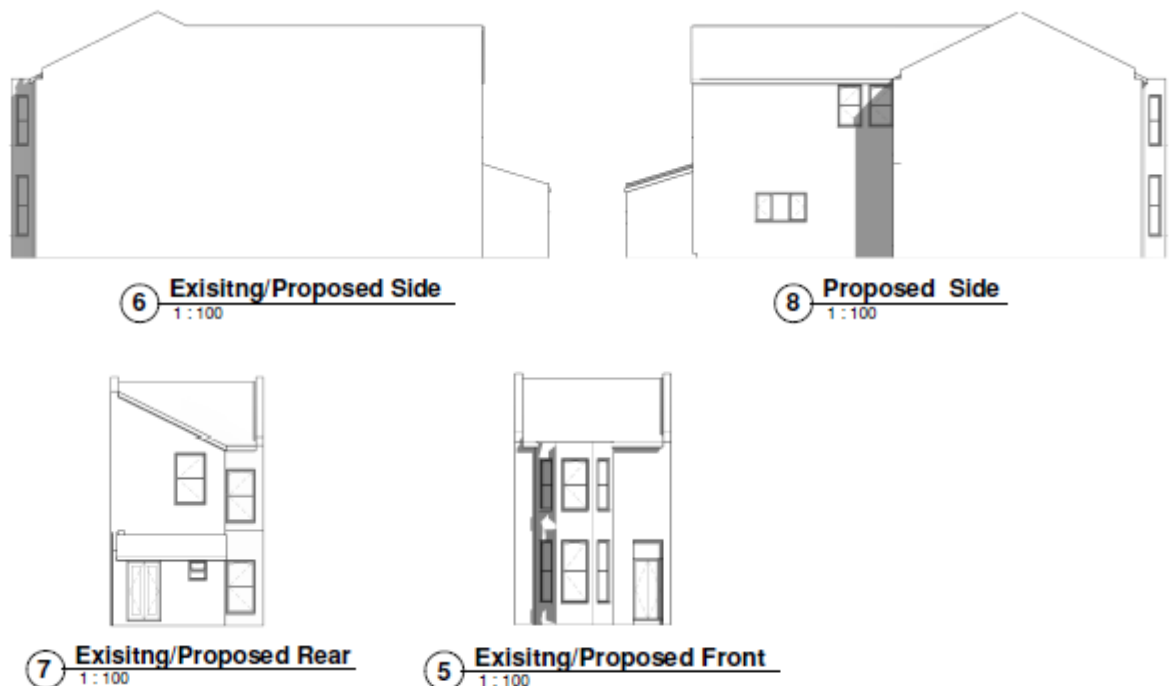 6 Exisitng/Proposed Side
1 : 100
8 Proposed Side
1 : 100
7 Exisitng/Proposed Rear
1 : 100
5 Exisitng/Proposed Front
1 : 100